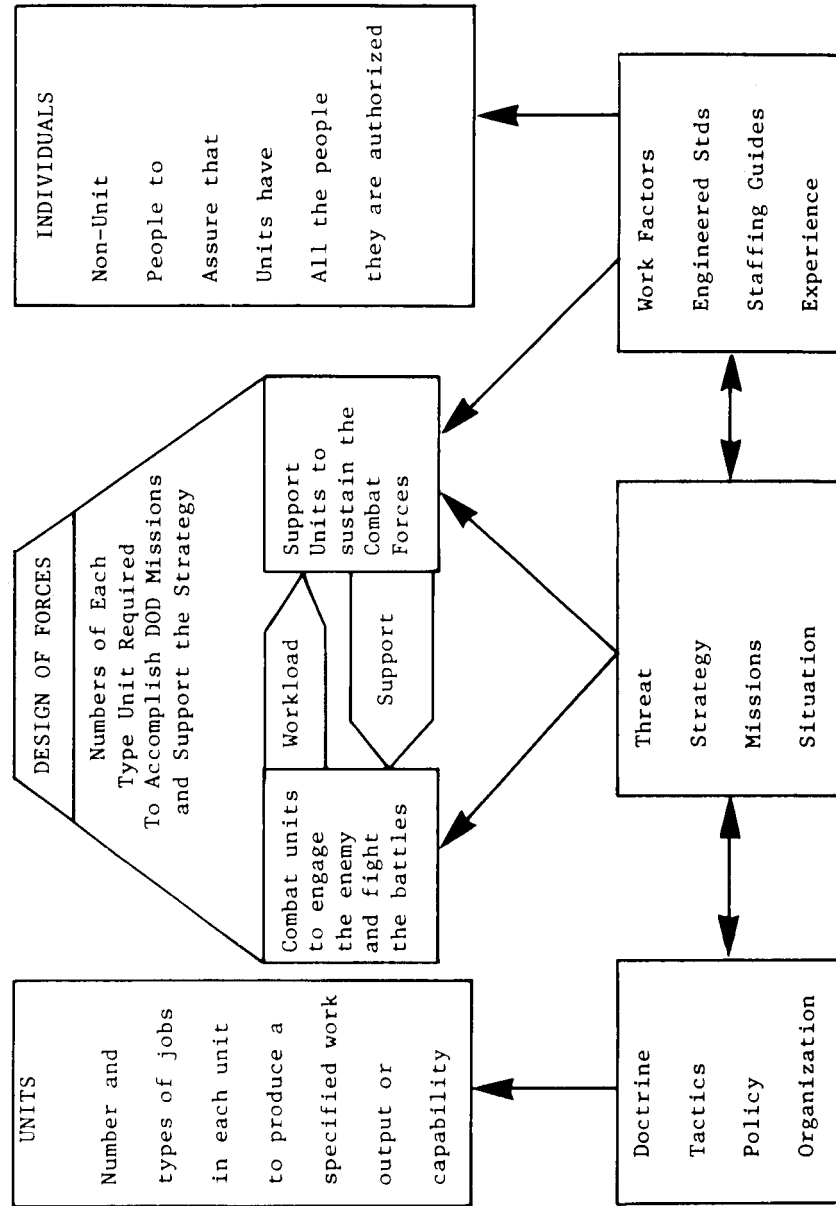 UNITS
Number and
types of jobs
in each unit
to produce a
specified work
output or
capability
DESIGN OF FORCES
Numbers of Each
Type Unit Required
To Accomplish DOD Missions
and Support the Strategy
Combat units
to engage
the enemy
and fight
the battles
Workload
Support
Support
Units to
sustain the
Combat
Forces
INDIVIDUALS
Non-Unit
People to
Assure that
Units have
All the people
they are authorized
Doctrine
Tactics
Policy
Organization
Threat
Strategy
Missions
Situation
Work Factors
Engineered Stds
Staffing Guides
Experience